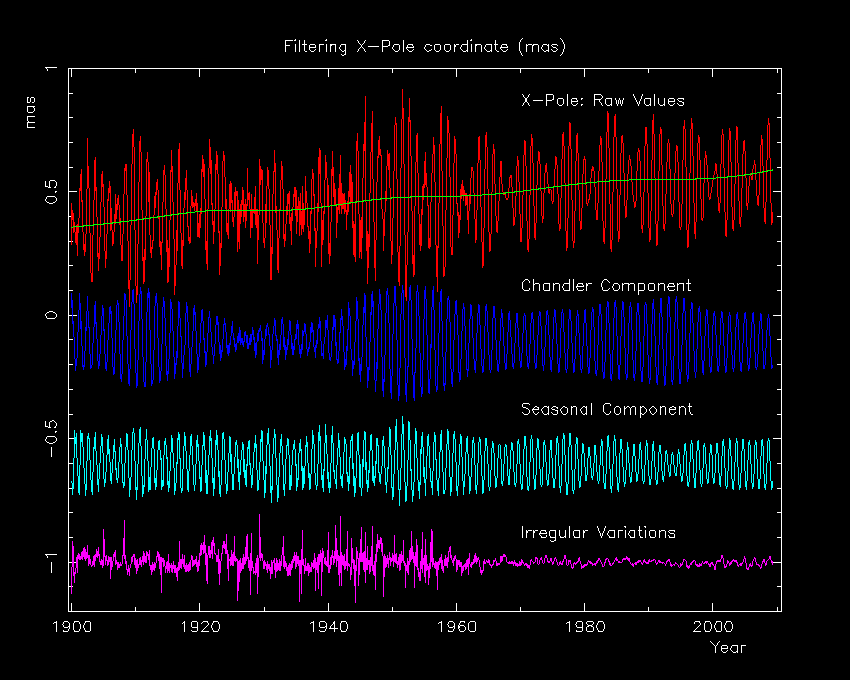 Filtering X-Pole coordinate (mas)
1
mas
X-Pole: Raw Values
0.5
Chandler Component
0
Seasonal Component
-0.5
Irregular Variations
-1
1900 1920 1940 1960 1980 2000
Year